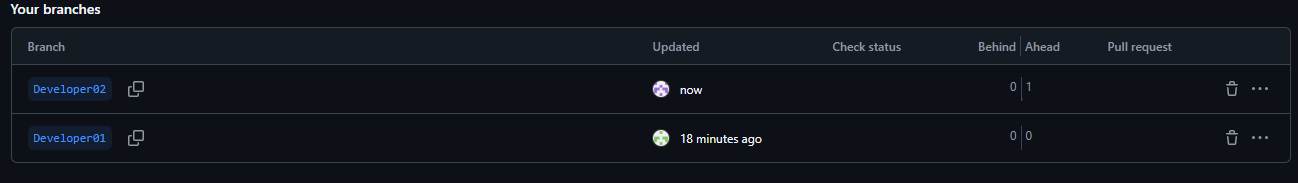 Your branches
Branch Updated Check status Behind Ahead Pull request
Developer02 now 0 1
Developer01 18 minutes ago 0 0